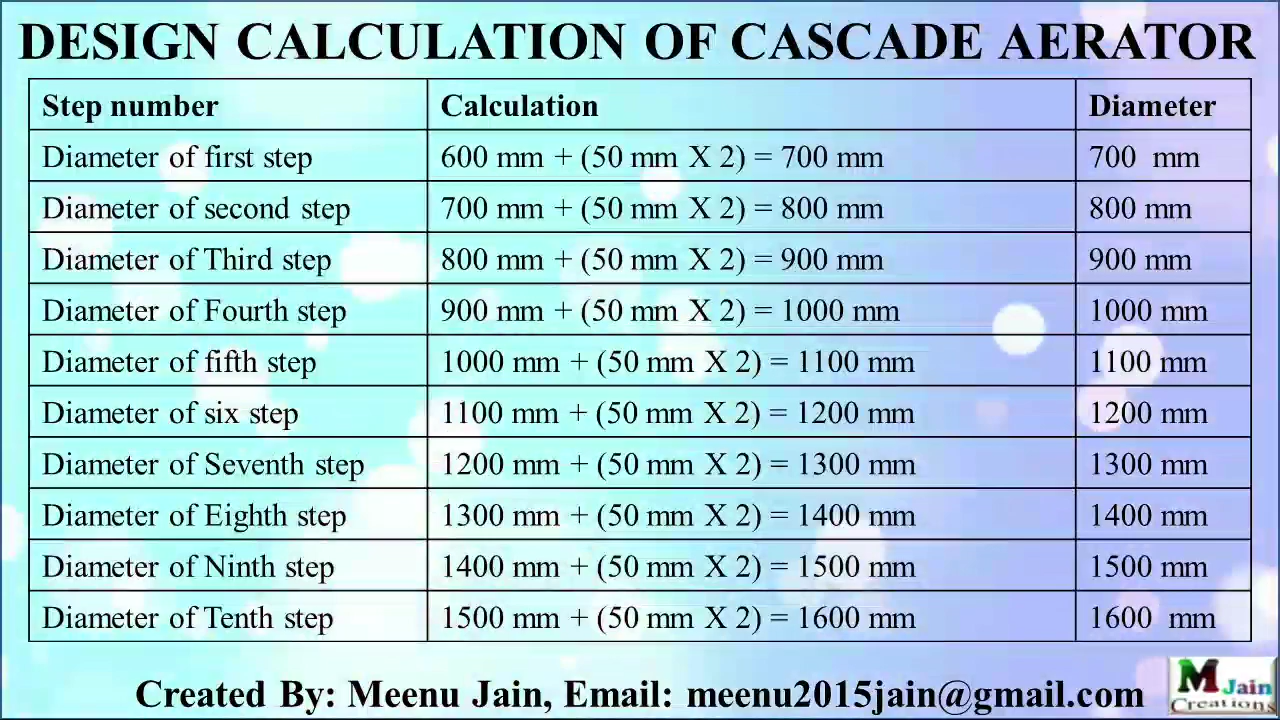 DESIGN CALCULATION OF CASCADE AERATOR
Step number Calculation Diameter
Diameter of first step 600 mm + (50 mm X 2) = 700 mm 700 mm
Diameter of second step 700 mm + (50 mm X 2) = 800 mm 800 mm
Diameter of Third step 800 mm + (50 mm X 2) = 900 mm 900 mm
Diameter of Fourth step 900 mm + (50 mm X 2) = 1000 mm 1000 mm
Diameter of fifth step 1000 mm + (50 mm X 2) = 1100 mm 1100 mm
Diameter of six step 1100 mm + (50 mm X 2) = 1200 mm 1200 mm
Diameter of Seventh step 1200 mm + (50 mm X 2) = 1300 mm 1300 mm
Diameter of Eighth step 1300 mm + (50 mm X 2) = 1400 mm 1400 mm
Diameter of Ninth step 1400 mm + (50 mm X 2) = 1500 mm 1500 mm
Diameter of Tenth step 1500 mm + (50 mm X 2) = 1600 mm 1600 mm
Created By: Meenu Jain, Email: meenu2015jain@gmail.com
M Jain
Creations